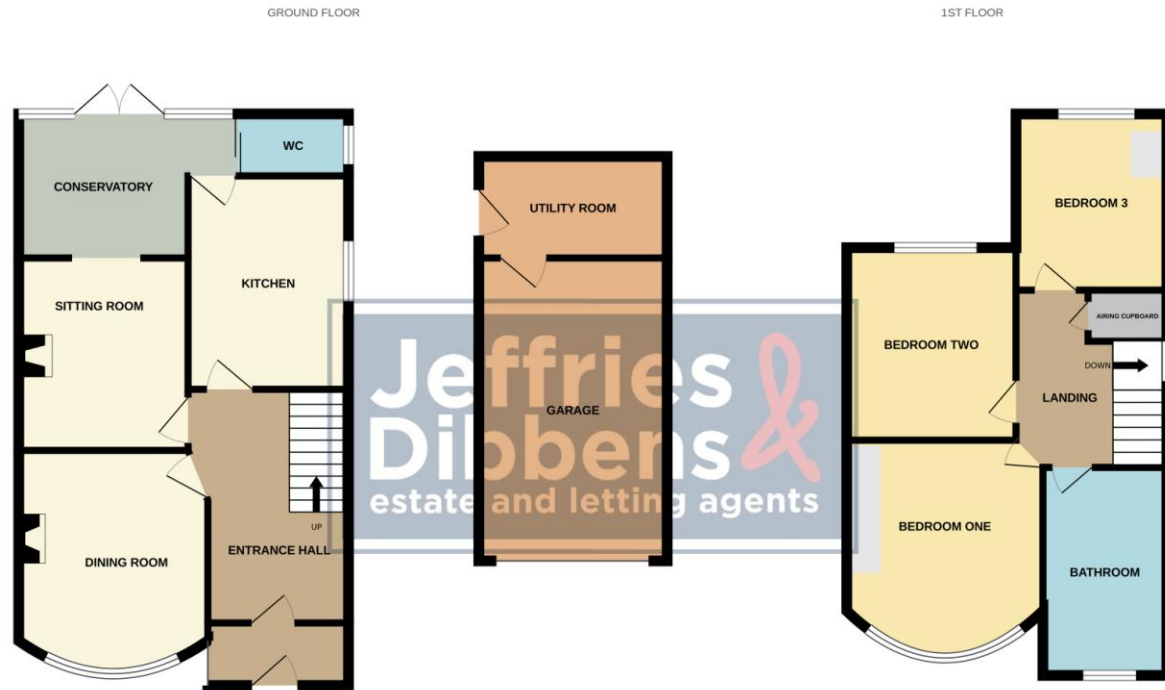 GROUND FLOOR
1ST FLOOR
WC
CONSERVATORY
UTILITY ROOM
BEDROOM 3
KITCHEN
SITTING ROOM
AIRING CUPBOARD
BEDROOM TWO
DOWN
LANDING
GARAGE
Jeffries
& Dibbens
estate and letting agents
UP
ENTRANCE HALL
DINING ROOM
BEDROOM ONE
BATHROOM